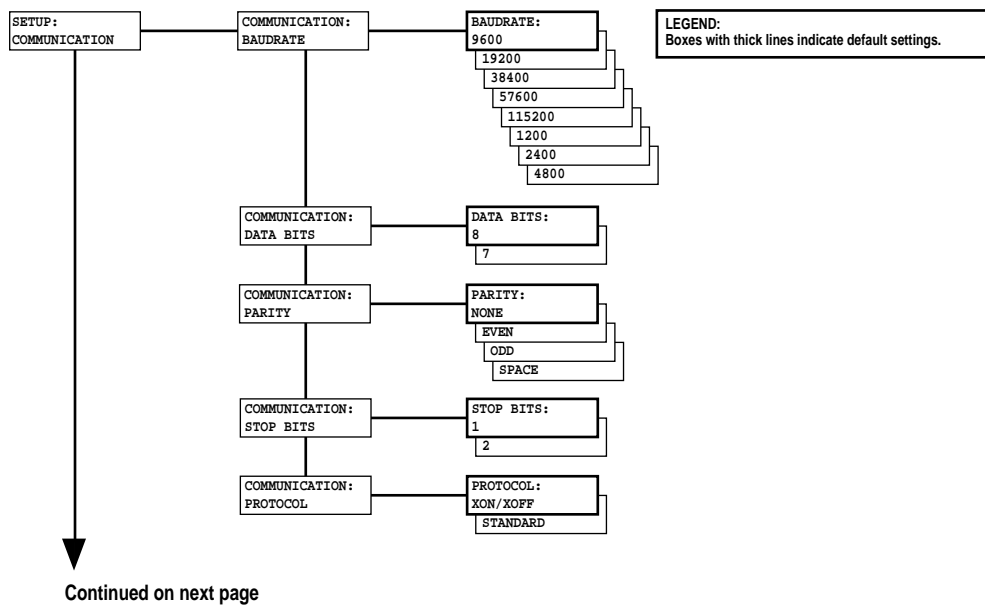 SETUP:
COMMUNICATION
COMMUNICATION:
BAUDRATE
BAUDRATE:
9600
19200
38400
57600
115200
1200
2400
4800
LEGEND:
Boxes with thick lines indicate default settings.
COMMUNICATION:
DATA BITS
DATA BITS:
8
7
COMMUNICATION:
PARITY
PARITY:
NONE
EVEN
ODD
SPACE
COMMUNICATION:
STOP BITS
STOP BITS:
1
2
COMMUNICATION:
PROTOCOL
PROTOCOL:
XON/XOFF
STANDARD
Continued on next page